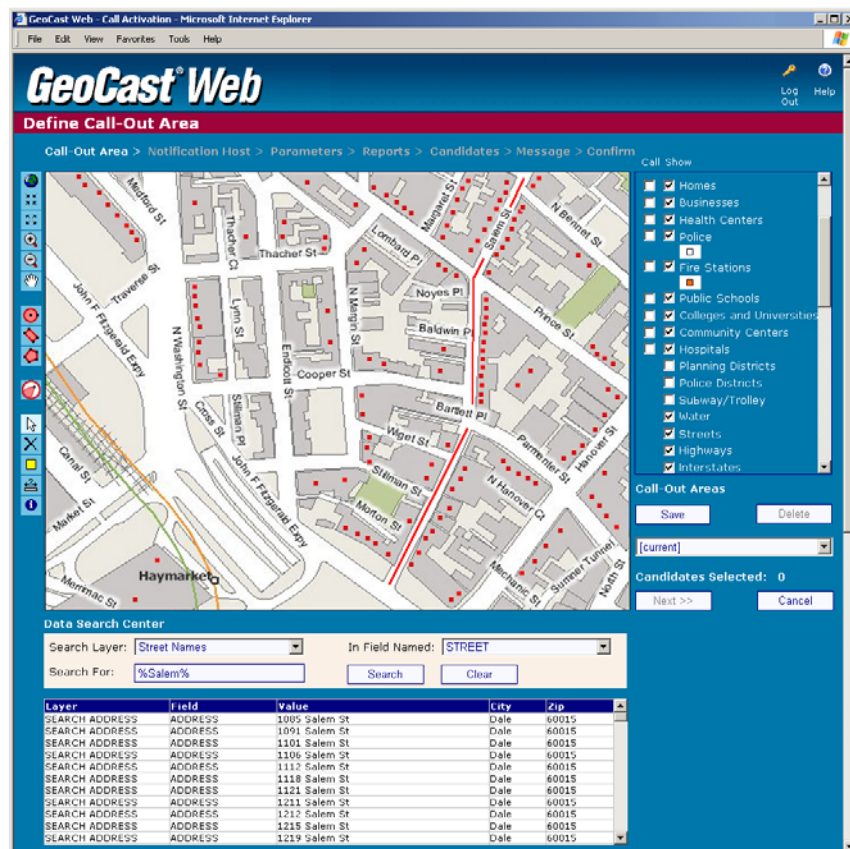 GeoCast Web - Call Activation - Microsoft Internet Explorer
File Edit View Favorites Tools Help
GeoCast® Web
Log Out
Help
Define Call-Out Area
Call-Out Area > Notification Host > Parameters > Reports > Candidates > Message > Confirm
Call Show
Homes
Businesses
Health Centers
Police
Fire Stations
Public Schools
Colleges and Universities
Community Centers
Hospitals
Planning Districts
Police Districts
Subway/Trolley
Water
Streets
Highways
Interstates
Call-Out Areas
Save
Delete
[current]
Candidates Selected: 0
Next >>
Cancel
Medford St
Thacher Ct
Thacher St
Margaret St
Salem St
N Bennet St
Lombard Pl
Traverse St
John F Fitzgerald Expy
Lynn St
N Margin St
Noyes Pl
Prince St
N Washington St
Endicott St
Baldwin Pl
Cooper St
Bartlett Pl
Cross St
Stillman Pl
Wiget St
Parmenter St
Hanover St
Stillman St
N Hanover Ct
Canal St
John F Fitzgerald Expy
Morton St
Market St
Haymarket
Mechanic St
Sumner Tunnel
North St
Merrimac St
Data Search Center
Search Layer: Street Names
In Field Named: STREET
Search For: %Salem%
Search
Clear
Layer Field Value City Zip
SEARCH ADDRESS ADDRESS 1085 Salem St Dale 60015
SEARCH ADDRESS ADDRESS 1091 Salem St Dale 60015
SEARCH ADDRESS ADDRESS 1101 Salem St Dale 60015
SEARCH ADDRESS ADDRESS 1106 Salem St Dale 60015
SEARCH ADDRESS ADDRESS 1112 Salem St Dale 60015
SEARCH ADDRESS ADDRESS 1118 Salem St Dale 60015
SEARCH ADDRESS ADDRESS 1121 Salem St Dale 60015
SEARCH ADDRESS ADDRESS 1211 Salem St Dale 60015
SEARCH ADDRESS ADDRESS 1212 Salem St Dale 60015
SEARCH ADDRESS ADDRESS 1215 Salem St Dale 60015
SEARCH ADDRESS ADDRESS 1219 Salem St Dale 60015